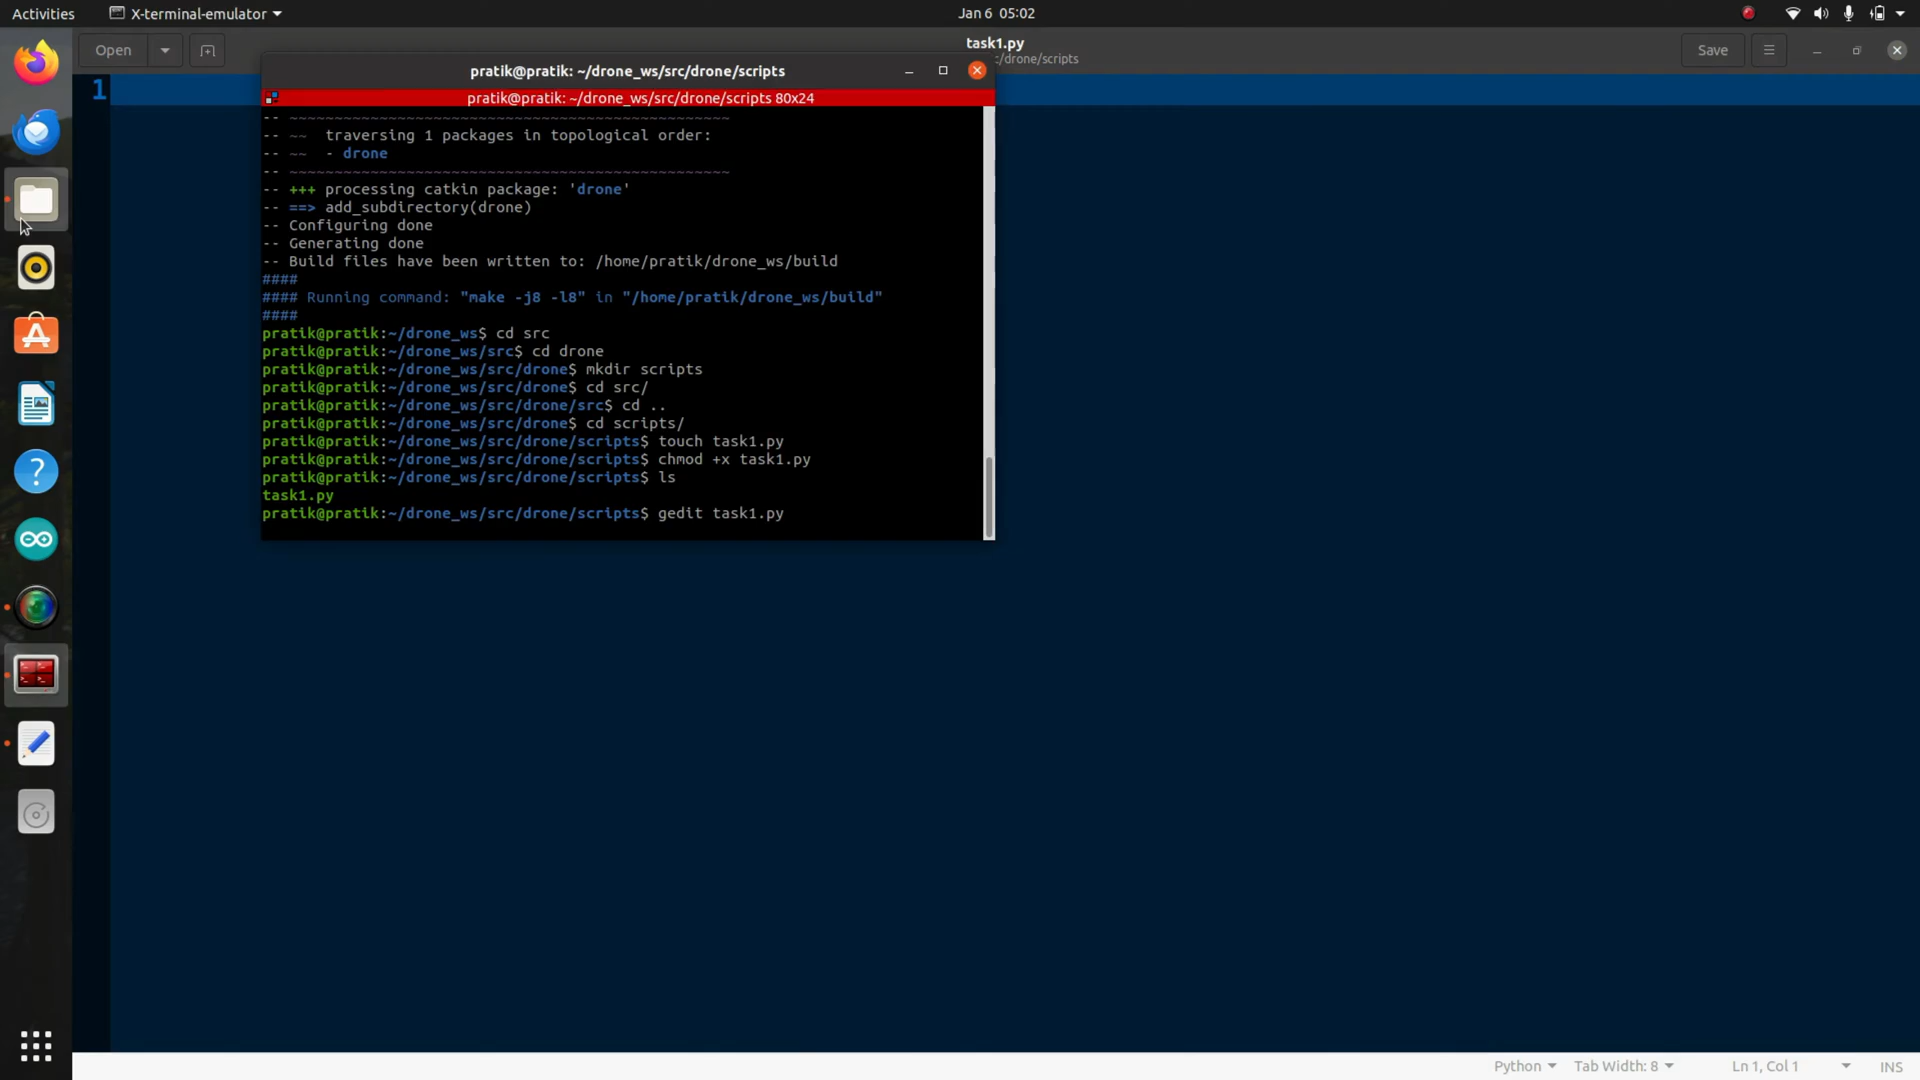 Activities
X-terminal-emulator
Jan 6 05:02
Open
task1.py
c/drone/scripts
Save
1
pratik@pratik: ~/drone_ws/src/drone/scripts
pratik@pratik: ~/drone_ws/src/drone/scripts 80x24
-- ~~~~~~~~~~~~~~~~~~~~~~~~~~~~~~~~~~~~~~~~~~~~~~~~~
-- ~~  traversing 1 packages in topological order:
-- ~~  - drone
-- ~~~~~~~~~~~~~~~~~~~~~~~~~~~~~~~~~~~~~~~~~~~~~~~~~
-- +++ processing catkin package: 'drone'
-- ==> add_subdirectory(drone)
-- Configuring done
-- Generating done
-- Build files have been written to: /home/pratik/drone_ws/build
####
#### Running command: "make -j8 -l8" in "/home/pratik/drone_ws/build"
####
pratik@pratik:~/drone_ws$ cd src
pratik@pratik:~/drone_ws/src$ cd drone
pratik@pratik:~/drone_ws/src/drone$ mkdir scripts
pratik@pratik:~/drone_ws/src/drone$ cd src/
pratik@pratik:~/drone_ws/src/drone/src$ cd ..
pratik@pratik:~/drone_ws/src/drone$ cd scripts/
pratik@pratik:~/drone_ws/src/drone/scripts$ touch task1.py
pratik@pratik:~/drone_ws/src/drone/scripts$ chmod +x task1.py
pratik@pratik:~/drone_ws/src/drone/scripts$ ls
task1.py
pratik@pratik:~/drone_ws/src/drone/scripts$ gedit task1.py
Python
Tab Width: 8
Ln 1, Col 1
INS